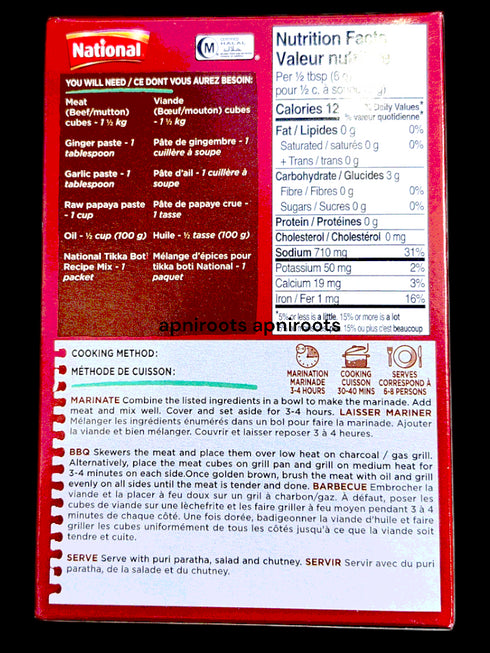 National
M HALAL
YOU WILL NEED / CE DONT VOUS AUREZ BESOIN:
Meat
(Beef/mutton)
cubes - 1 ½ kg
Viande
(Bœuf/mouton) cubes
- 1 ½ kg
Ginger paste - 1
tablespoon
Pâte de gingembre - 1
cuillère à soupe
Garlic paste - 1
tablespoon
Pâte d'ail - 1 cuillère à
soupe
Raw papaya paste
- 1 cup
Pâte de papaye crue -
1 tasse
Oil - ½ cup (100 g)
Huile - ½ tasse (100 g)
National Tikka Boti
Recipe Mix - 1
packet
Mélange d'épices pour
tikka boti National - 1
paquet
Nutrition Facts
Valeur
Per ½ tbsp
pour ½ c. à
Calories 12
% Daily Values*
% valeur quotidienne*
Fat / Lipides 0 g 0%
Saturated / saturés 0 g 0%
+ Trans / trans 0 g
Carbohydrate / Glucides 3 g
Fibre / Fibres 0 g 0%
Sugars / Sucres 0 g 0%
Protein / Protéines 0 g
Cholesterol / Cholestérol 0 mg
Sodium 710 mg 31%
Potassium 50 mg 2%
Calcium 19 mg 3%
Iron / Fer 1 mg 16%
*5% or less is a little, 15% or more is a lot
15% ou plus c'est beaucoup
apniroots apniroots
COOKING METHOD:
MÉTHODE DE CUISSON:
MARINATION
MARINADE
3-4 HOURS
COOKING
CUISSON
30-40 MINS
SERVES
CORRESPOND À
6-8 PERSONS
MARINATE Combine the listed ingredients in a bowl to make the marinade. Add
meat and mix well. Cover and set aside for 3-4 hours. LAISSER MARINER
Mélanger les ingrédients énumérés dans un bol pour faire la marinade. Ajouter
la viande et bien mélanger. Couvrir et laisser reposer 3 à 4 heures.
BBQ Skewers the meat and place them over low heat on charcoal / gas grill.
Alternatively, place the meat cubes on grill pan and grill on medium heat for
3-4 minutes on each side.Once golden brown, brush the meat with oil and grill
evenly on all sides until the meat is tender and done. BARBECUE Embrocher la
viande et la placer à feu doux sur un gril à charbon/gaz. À défaut, poser les
cubes de viande sur une lèchefrite et les faire griller à feu moyen pendant 3 à 4
minutes de chaque côté. Une fois dorée, badigeonner la viande d'huile et faire
griller les cubes uniformément de tous les côtés jusqu'à ce que la viande soit
tendre et cuite.
SERVE Serve with puri paratha, salad and chutney. SERVIR Servir avec du puri
paratha, de la salade et du chutney.